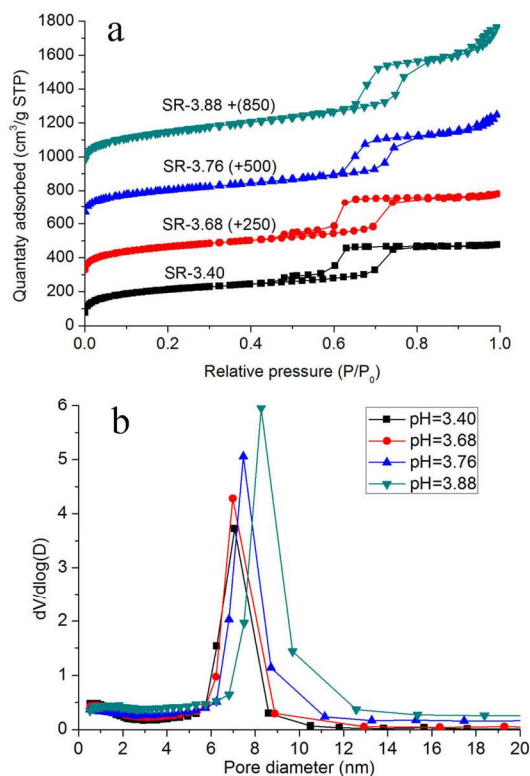 a
1800
1600
1400
1200
1000
800
600
400
200
0
Quantaty adsorbed (cm³/g STP)
SR-3.88 +(850)
SR-3.76 (+500)
SR-3.68 (+250)
SR-3.40
0.0 0.2 0.4 0.6 0.8 1.0
Relative pressure (P/P₀)
b
6
5
4
3
2
1
0
dV/dlog(D)
pH=3.40
pH=3.68
pH=3.76
pH=3.88
0 2 4 6 8 10 12 14 16 18 20
Pore diameter (nm)